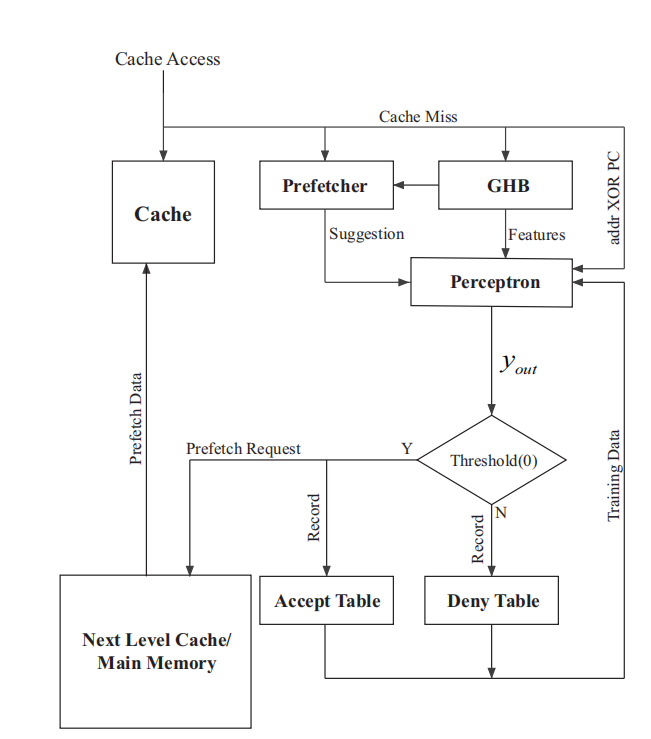 Cache Access
Cache Miss
addr XOR PC
Cache
Prefetcher
GHB
Suggestion
Features
Perceptron
yout
Prefetch Data
Prefetch Request
Y
Threshold(0)
N
Record
Record
Training Data
Accept Table
Deny Table
Next Level Cache/
Main Memory